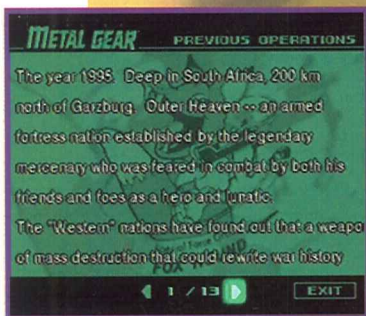 METAL GEAR PREVIOUS OPERATIONS
The year 1995. Deep in South Africa, 200 km
north of Garzburg. Outer Heaven -- an armed
fortress nation established by the legendary
mercenary who was feared in combat by both his
friends and foes as a hero and lunatic.
The "Western" nations have found out that a weapo
of mass destruction that could rewrite war history
FOX HOUND
1 / 13 EXIT